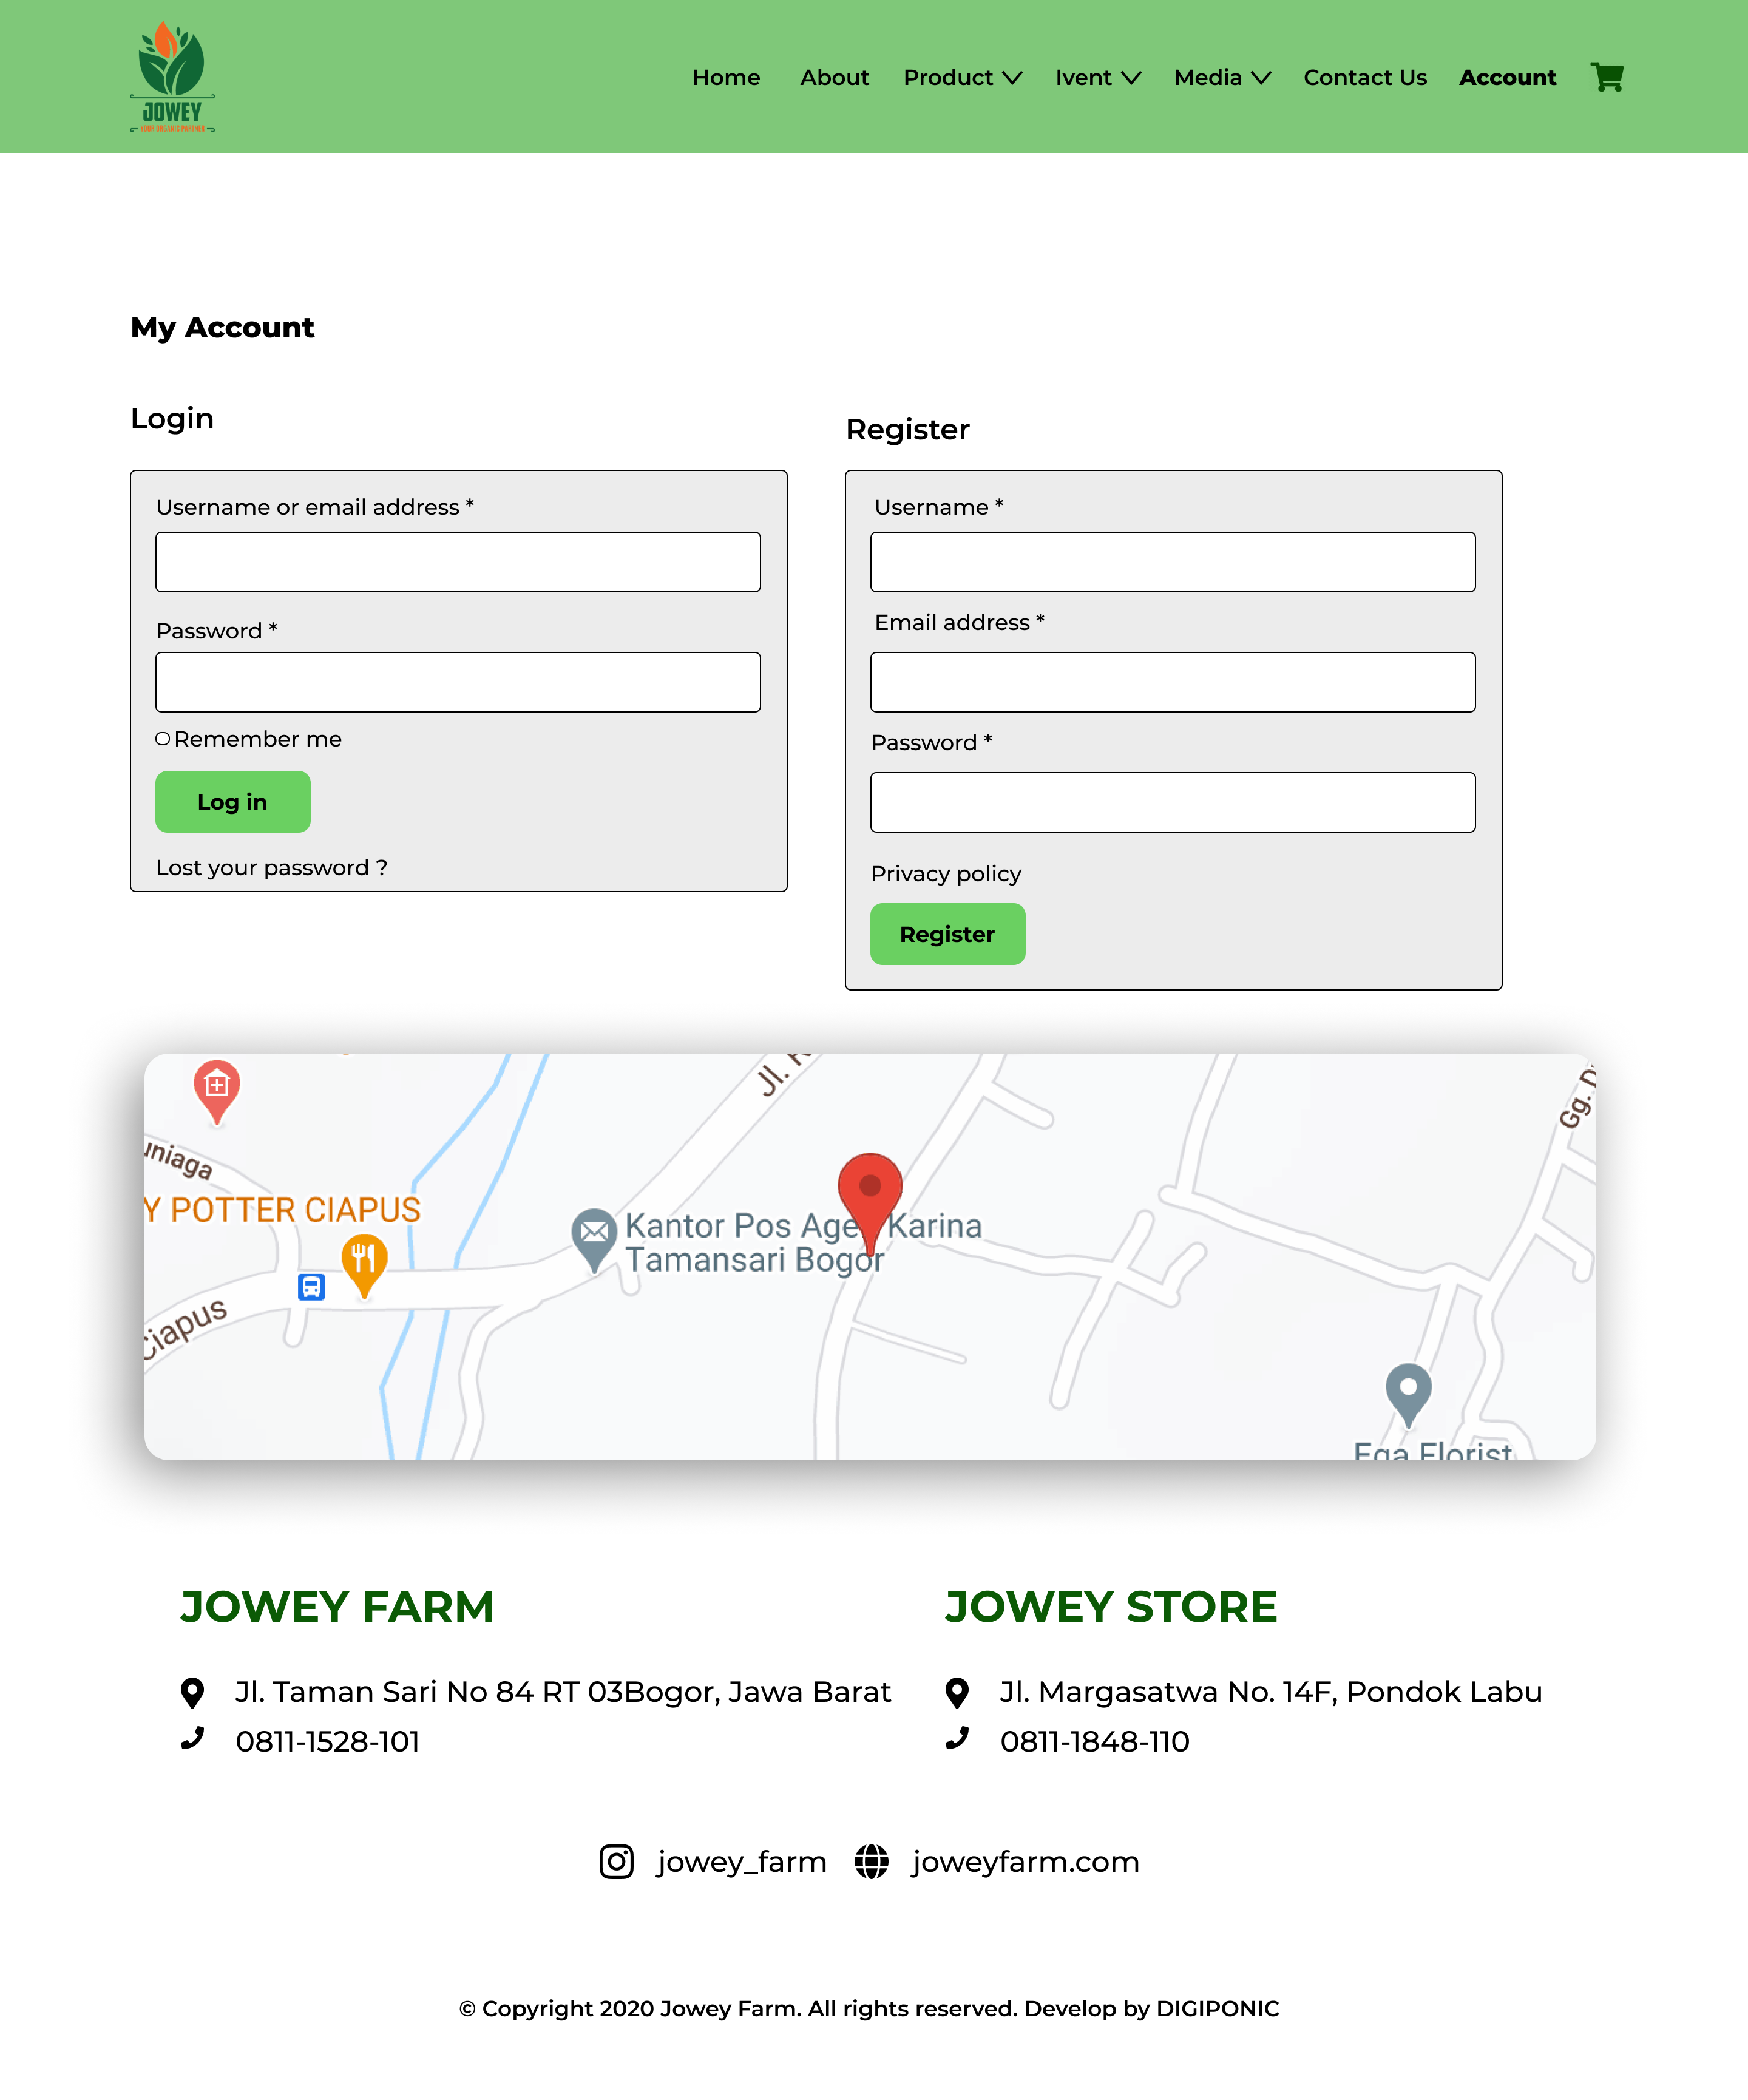 JOWEY
YOUR ORGANIC PARTNER
Home About Product Ivent Media Contact Us Account
My Account
Login
Register
Username or email address *
Password *
Remember me
Log in
Lost your password ?
Username *
Email address *
Password *
Privacy policy
Register
Jl.
Gg.
uniaga
Y POTTER CIAPUS
Kantor Pos Agen Karina
Tamansari Bogor
Ciapus
Ega Florist
JOWEY FARM
Jl. Taman Sari No 84 RT 03Bogor, Jawa Barat
0811-1528-101
JOWEY STORE
Jl. Margasatwa No. 14F, Pondok Labu
0811-1848-110
jowey_farm
joweyfarm.com
© Copyright 2020 Jowey Farm. All rights reserved. Develop by DIGIPONIC